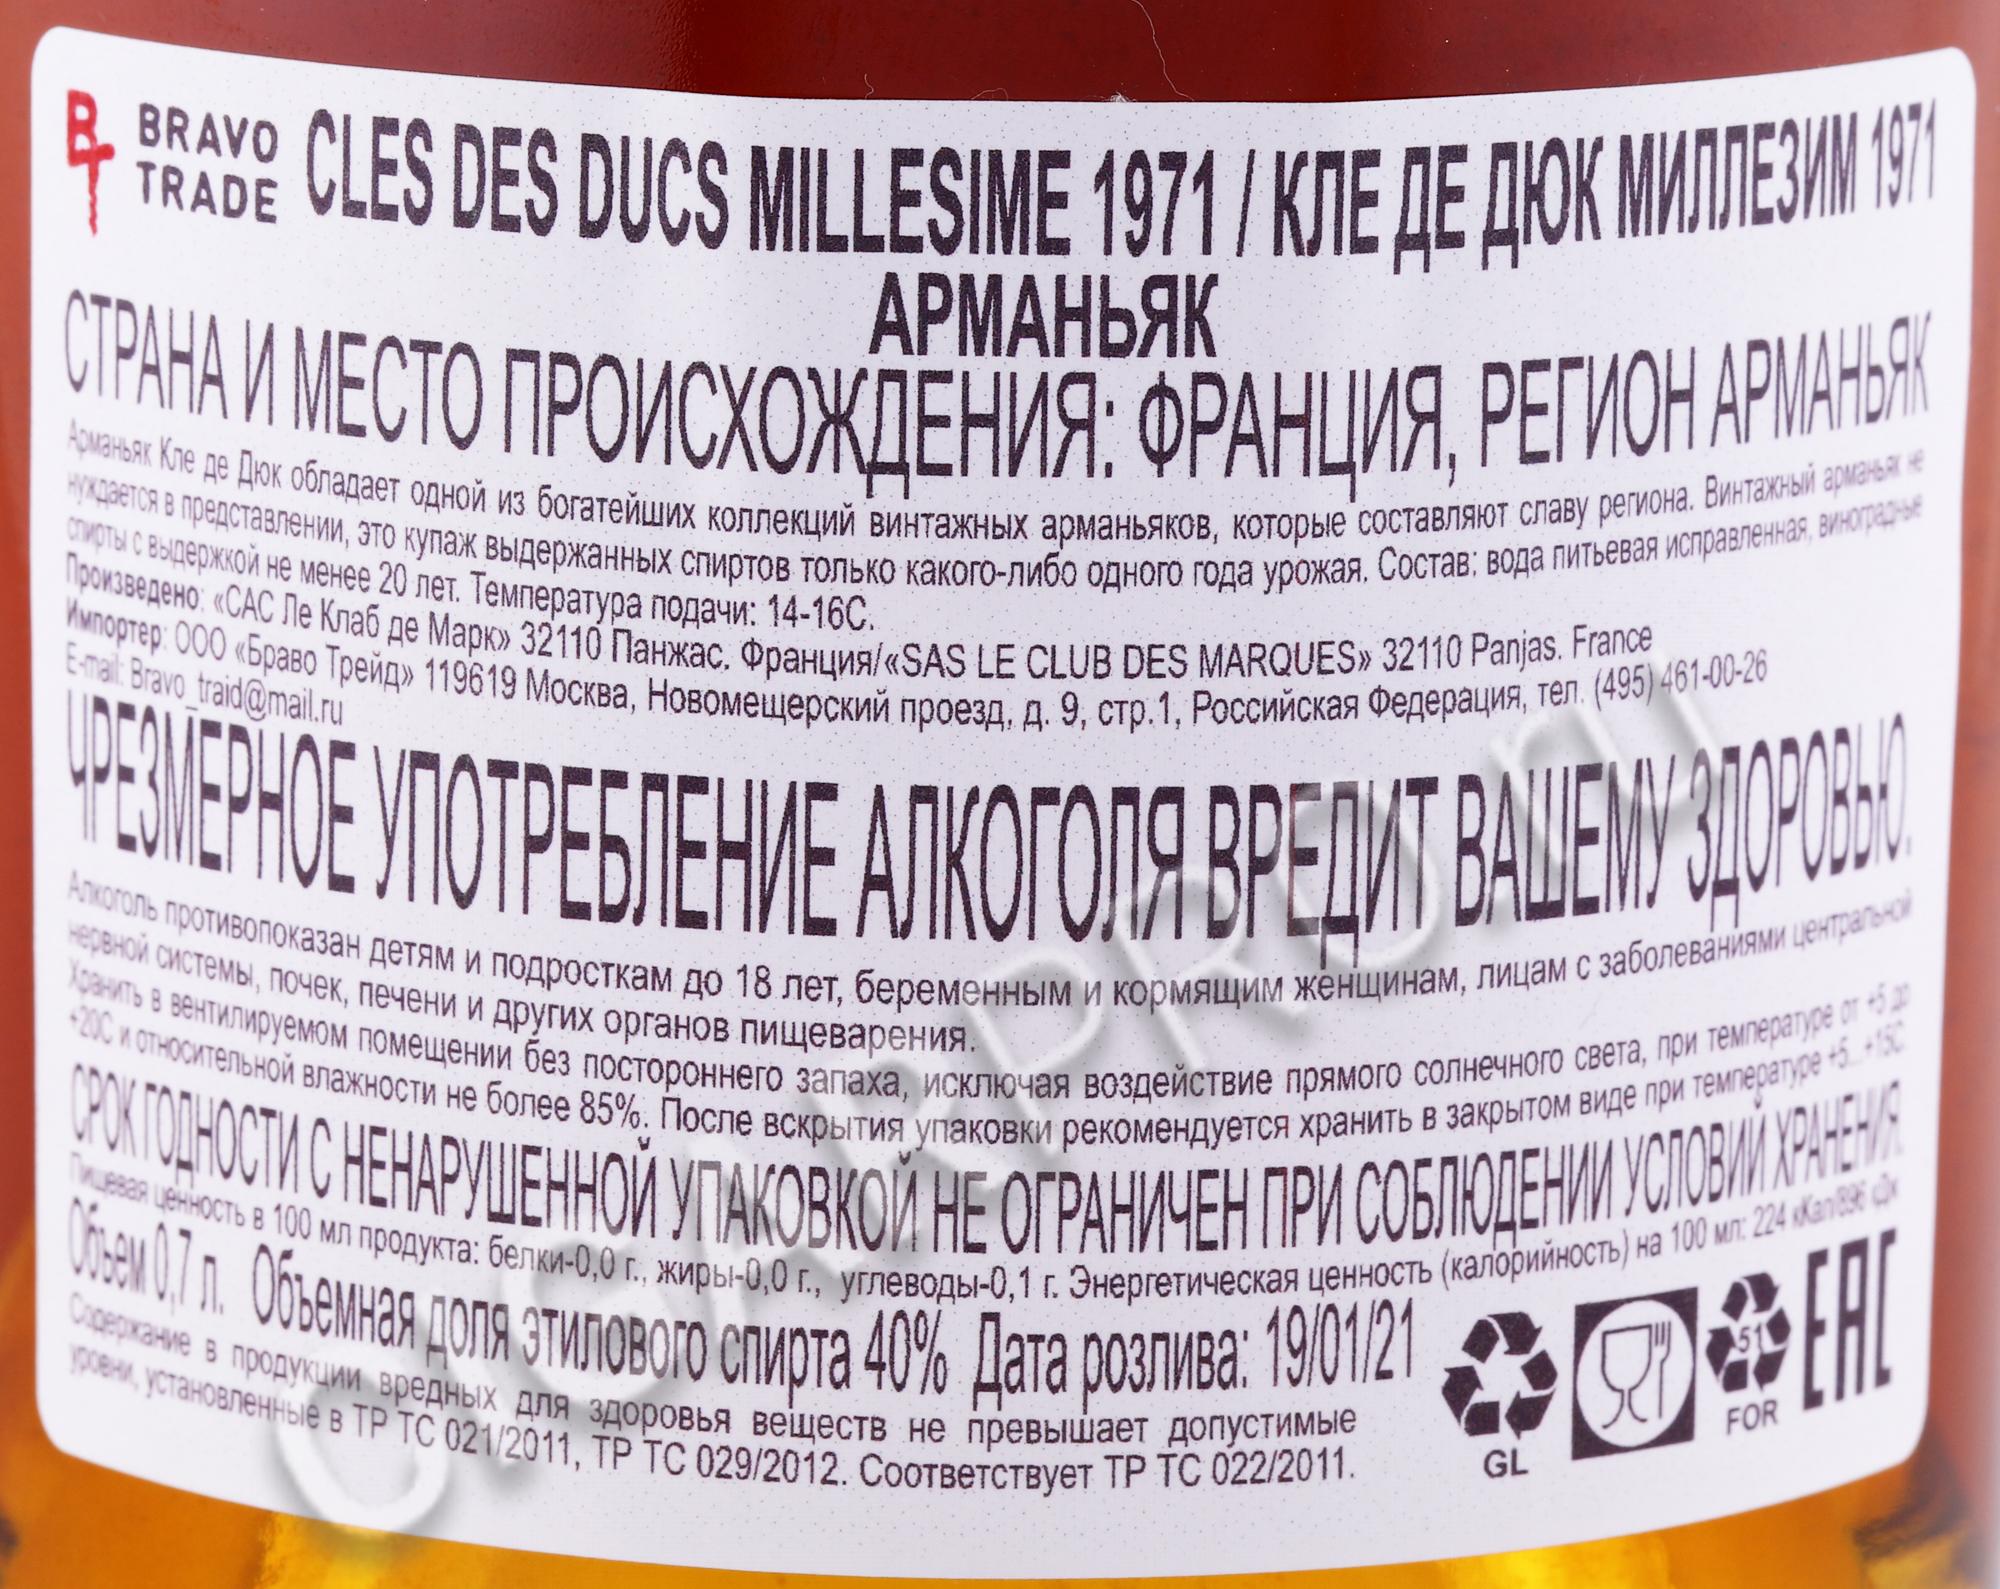 BRAVO TRADE
CLES DES DUCS MILLESIME 1971 / КЛЕ ДЕ ДЮК МИЛЛЕЗИМ 1971
АРМАНЬЯК
СТРАНА И МЕСТО ПРОИСХОЖДЕНИЯ: ФРАНЦИЯ, РЕГИОН АРМАНЬЯК
Арманьяк Кле де Дюк обладает одной из богатейших коллекций винтажных арманьяков, которые составляют славу региона. Винтажный арманьяк не
нуждается в представлении, это купаж выдержанных спиртов только какого-либо одного года урожая. Состав: вода питьевая исправленная, виноградные
спирты с выдержкой не менее 20 лет. Температура подачи: 14-16С.
Произведено: «САС Ле Клаб де Марк» 32110 Панжас. Франция/«SAS LE CLUB DES MARQUES» 32110 Panjas. France
Импортер: ООО «Браво Трейд» 119619 Москва, Новомещерский проезд, д. 9, стр.1, Российская Федерация, тел. (495) 461-00-26
E-mail: Bravo_traid@mail.ru
ЧРЕЗМЕРНОЕ УПОТРЕБЛЕНИЕ АЛКОГОЛЯ ВРЕДИТ ВАШЕМУ ЗДОРОВЬЮ.
Алкоголь противопоказан детям и подросткам до 18 лет, беременным и кормящим женщинам, лицам с заболеваниями центральной
нервной системы, почек, печени и других органов пищеварения.
Хранить в вентилируемом помещении без постороннего запаха, исключая воздействие прямого солнечного света, при температуре от +5 до
+20С и относительной влажности не более 85%. После вскрытия упаковки рекомендуется хранить в закрытом виде при температуре +5...+15С.
СРОК ГОДНОСТИ С НЕНАРУШЕННОЙ УПАКОВКОЙ НЕ ОГРАНИЧЕН ПРИ СОБЛЮДЕНИИ УСЛОВИЙ ХРАНЕНИЯ.
Пищевая ценность в 100 мл продукта: белки-0,0 г., жиры-0,0 г., углеводы-0,1 г. Энергетическая ценность (калорийность) на 100 мл: 224 кКал/896 кДж
Объем 0,7 л. Объемная доля этилового спирта 40% Дата розлива: 19/01/21
Содержание в продукции вредных для здоровья веществ не превышает допустимые
уровни, установленные в ТР ТС 021/2011, ТР ТС 029/2012. Соответствует ТР ТС 022/2011.
GL
51
FOR
EAC
CIGARPRO.ru